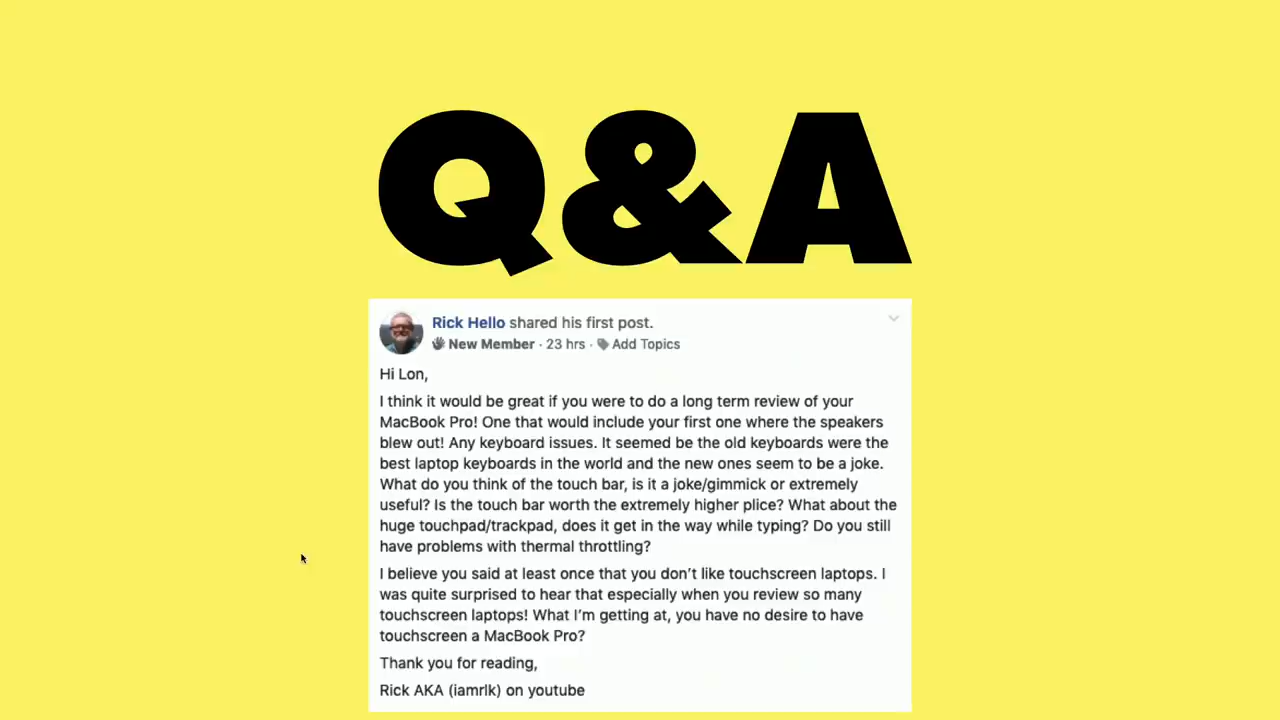 Q&A
Rick Hello shared his first post.
New Member · 23 hrs · Add Topics
Hi Lon,
I think it would be great if you were to do a long term review of your
MacBook Pro! One that would include your first one where the speakers
blew out! Any keyboard issues. It seemed be the old keyboards were the
best laptop keyboards in the world and the new ones seem to be a joke.
What do you think of the touch bar, is it a joke/gimmick or extremely
useful? Is the touch bar worth the extremely higher plice? What about the
huge touchpad/trackpad, does it get in the way while typing? Do you still
have problems with thermal throttling?
I believe you said at least once that you don’t like touchscreen laptops. I
was quite surprised to hear that especially when you review so many
touchscreen laptops! What I’m getting at, you have no desire to have
touchscreen a MacBook Pro?
Thank you for reading,
Rick AKA (iamrlk) on youtube